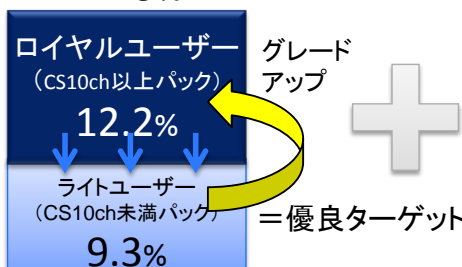 ロイヤルユーザー
（CS10ch以上パック）
12.2%
グレード
アップ
ライトユーザー
（CS10ch未満パック）
9.3%
＝優良ターゲット